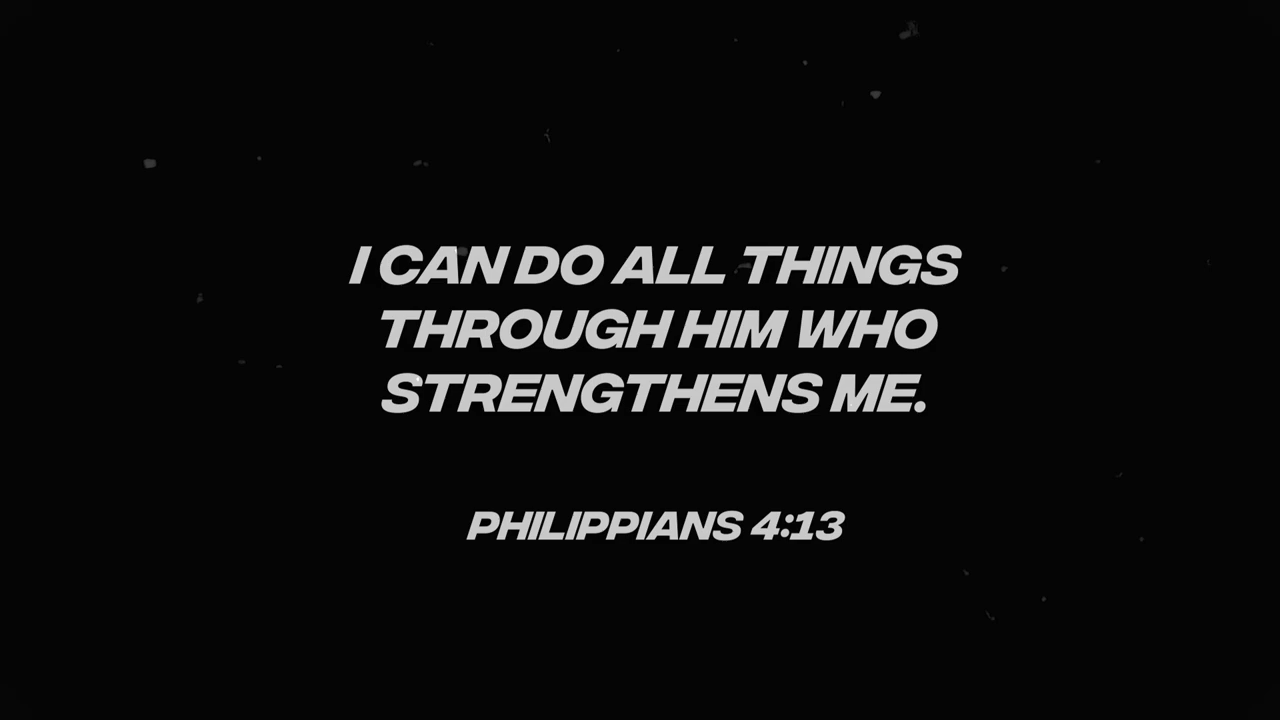 I CAN DO ALL THINGS
THROUGH HIM WHO
STRENGTHENS ME.
PHILIPPIANS 4:13